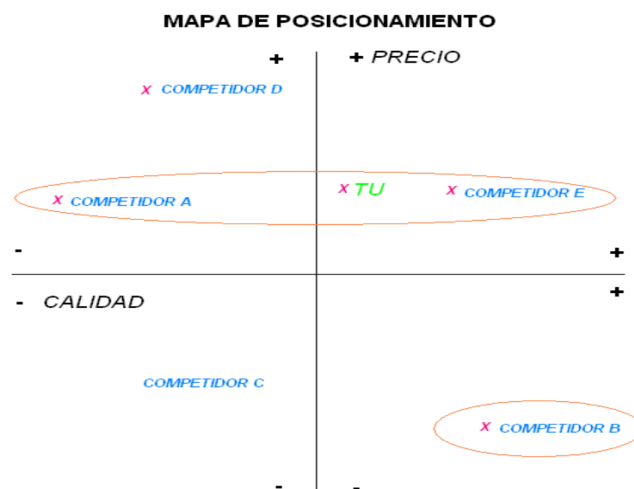 MAPA DE POSICIONAMIENTO
+ + PRECIO
x COMPETIDOR D
x TU
x COMPETIDOR E
x COMPETIDOR A
- +
- CALIDAD +
COMPETIDOR C
x COMPETIDOR B
- -